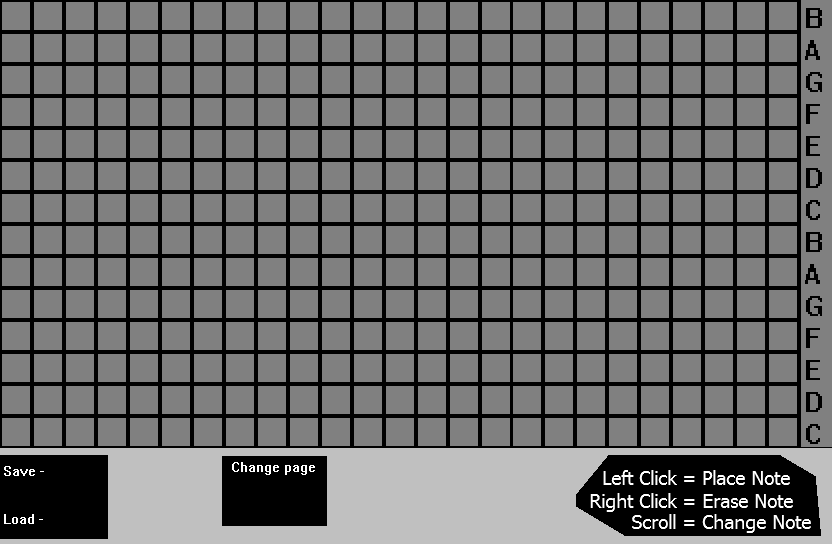 B
A
G
F
E
D
C
B
A
G
F
E
D
C
Save -
Load -
Change page
Left Click = Place Note
Right Click = Erase Note
Scroll = Change Note